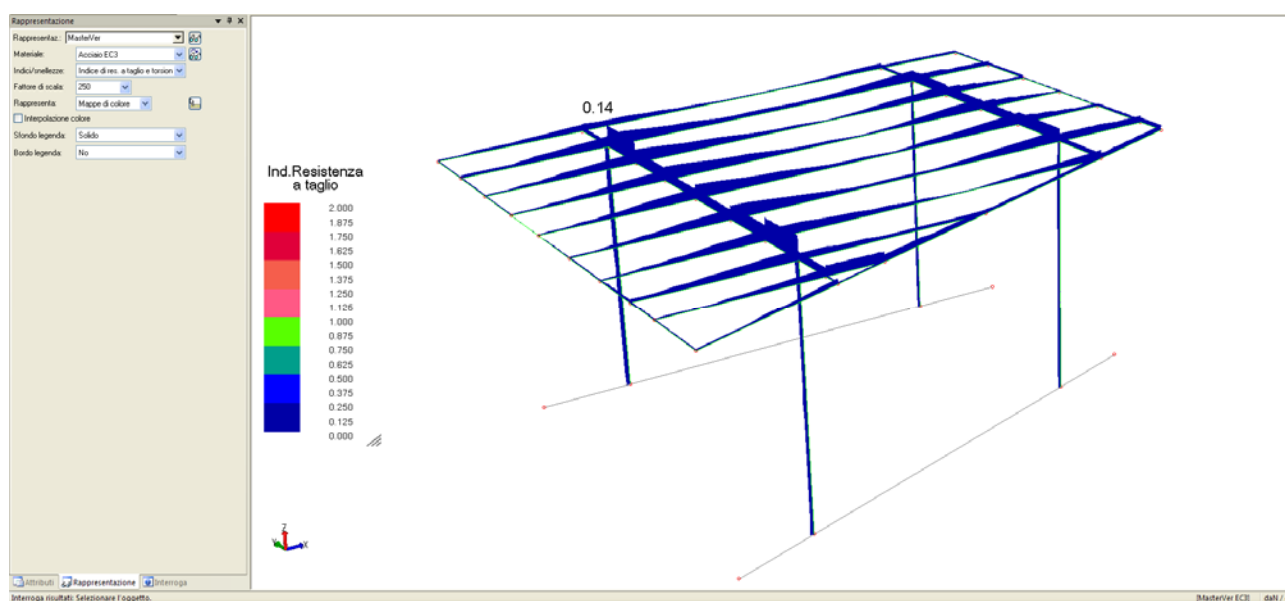 Rappresentazione
Rappresentaz.: MasterVer
Materiale: Acciaio EC3
Indici/snellezze: Indice di res. a taglio e torsion
Fattore di scala: 250
Rappresenta: Mappe di colore
Interpolazione colore
Sfondo legenda: Solido
Bordo legenda: No
0.14
Ind.Resistenza
a taglio
2.000
1.875
1.750
1.625
1.500
1.375
1.250
1.126
1.000
0.875
0.750
0.625
0.500
0.375
0.250
0.125
0.000
Z
Y
X
Attributi Rappresentazione Interroga
Interroga risultati: Selezionare l'oggetto. [MasterVer EC3] daN /